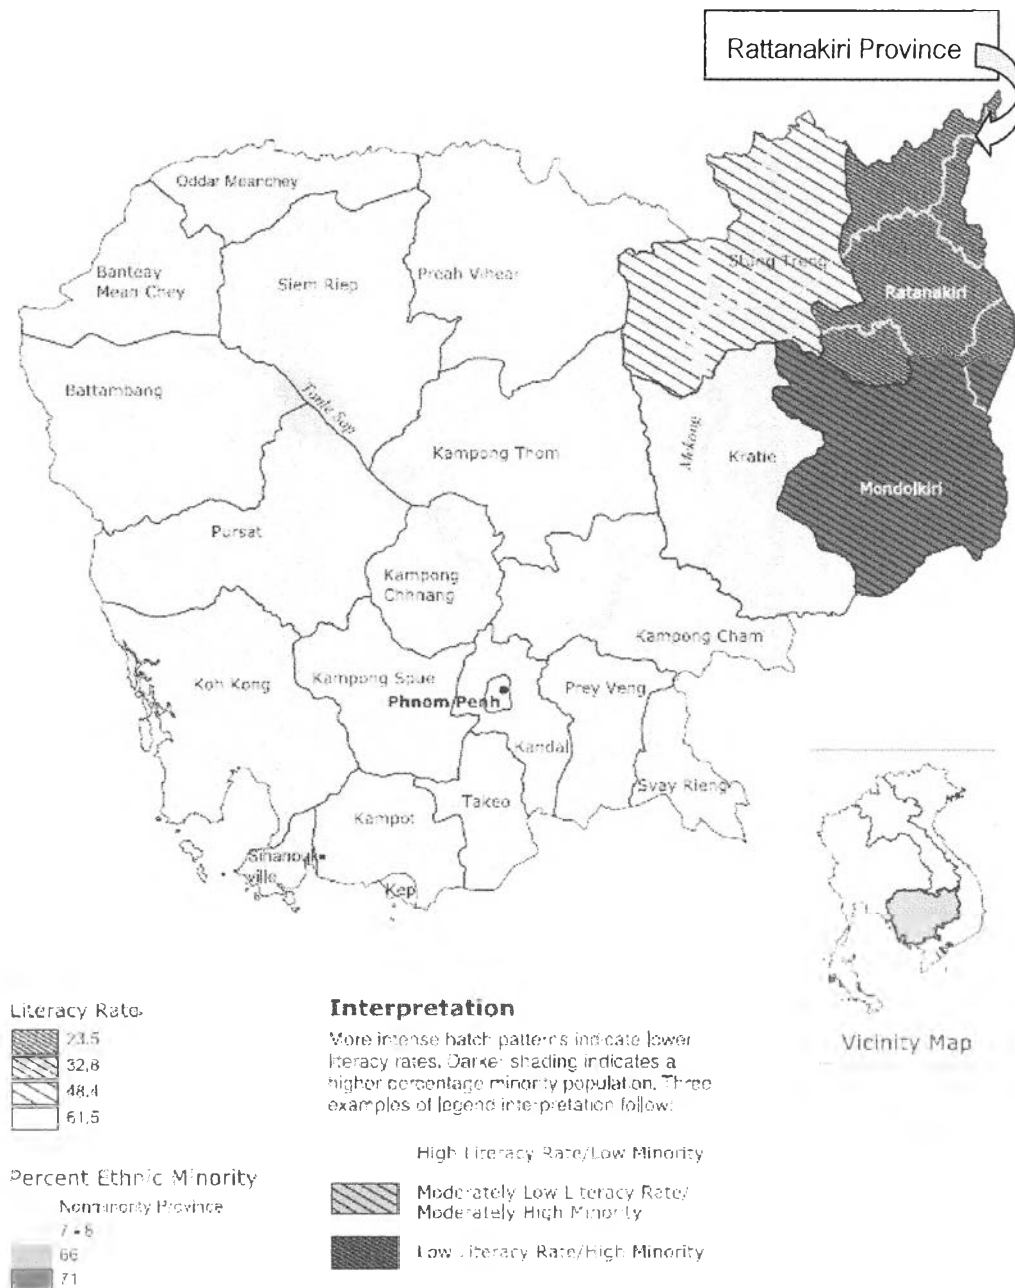 Rattanakiri Province
Oddar Meanchey
Banteay
Mean Chey
Siem Riep
Preah Vihear
Stung Treng
Ratanakiri
Battambang
Tonle Sap
Kampong Thom
Mekong
Kratie
Mondolkiri
Pursat
Kampong
Chhnang
Kampong Cham
Koh Kong
Kampong Spue
Phnom Penh
Prey Veng
Kandal
Svay Rieng
Takeo
Kampot
Sihanouk
ville
Kep
Literacy Rate
23.5
32.8
48.4
61.5
Percent Ethnic Minority
Nonminority Province
7 - 8
66
71
Interpretation
More intense hatch patterns indicate lower
literacy rates. Darker shading indicates a
higher percentage minority population. Three
examples of legend interpretation follow:
High Literacy Rate/Low Minority
Moderately Low Literacy Rate/
Moderately High Minority
Low Literacy Rate/High Minority
Vicinity Map